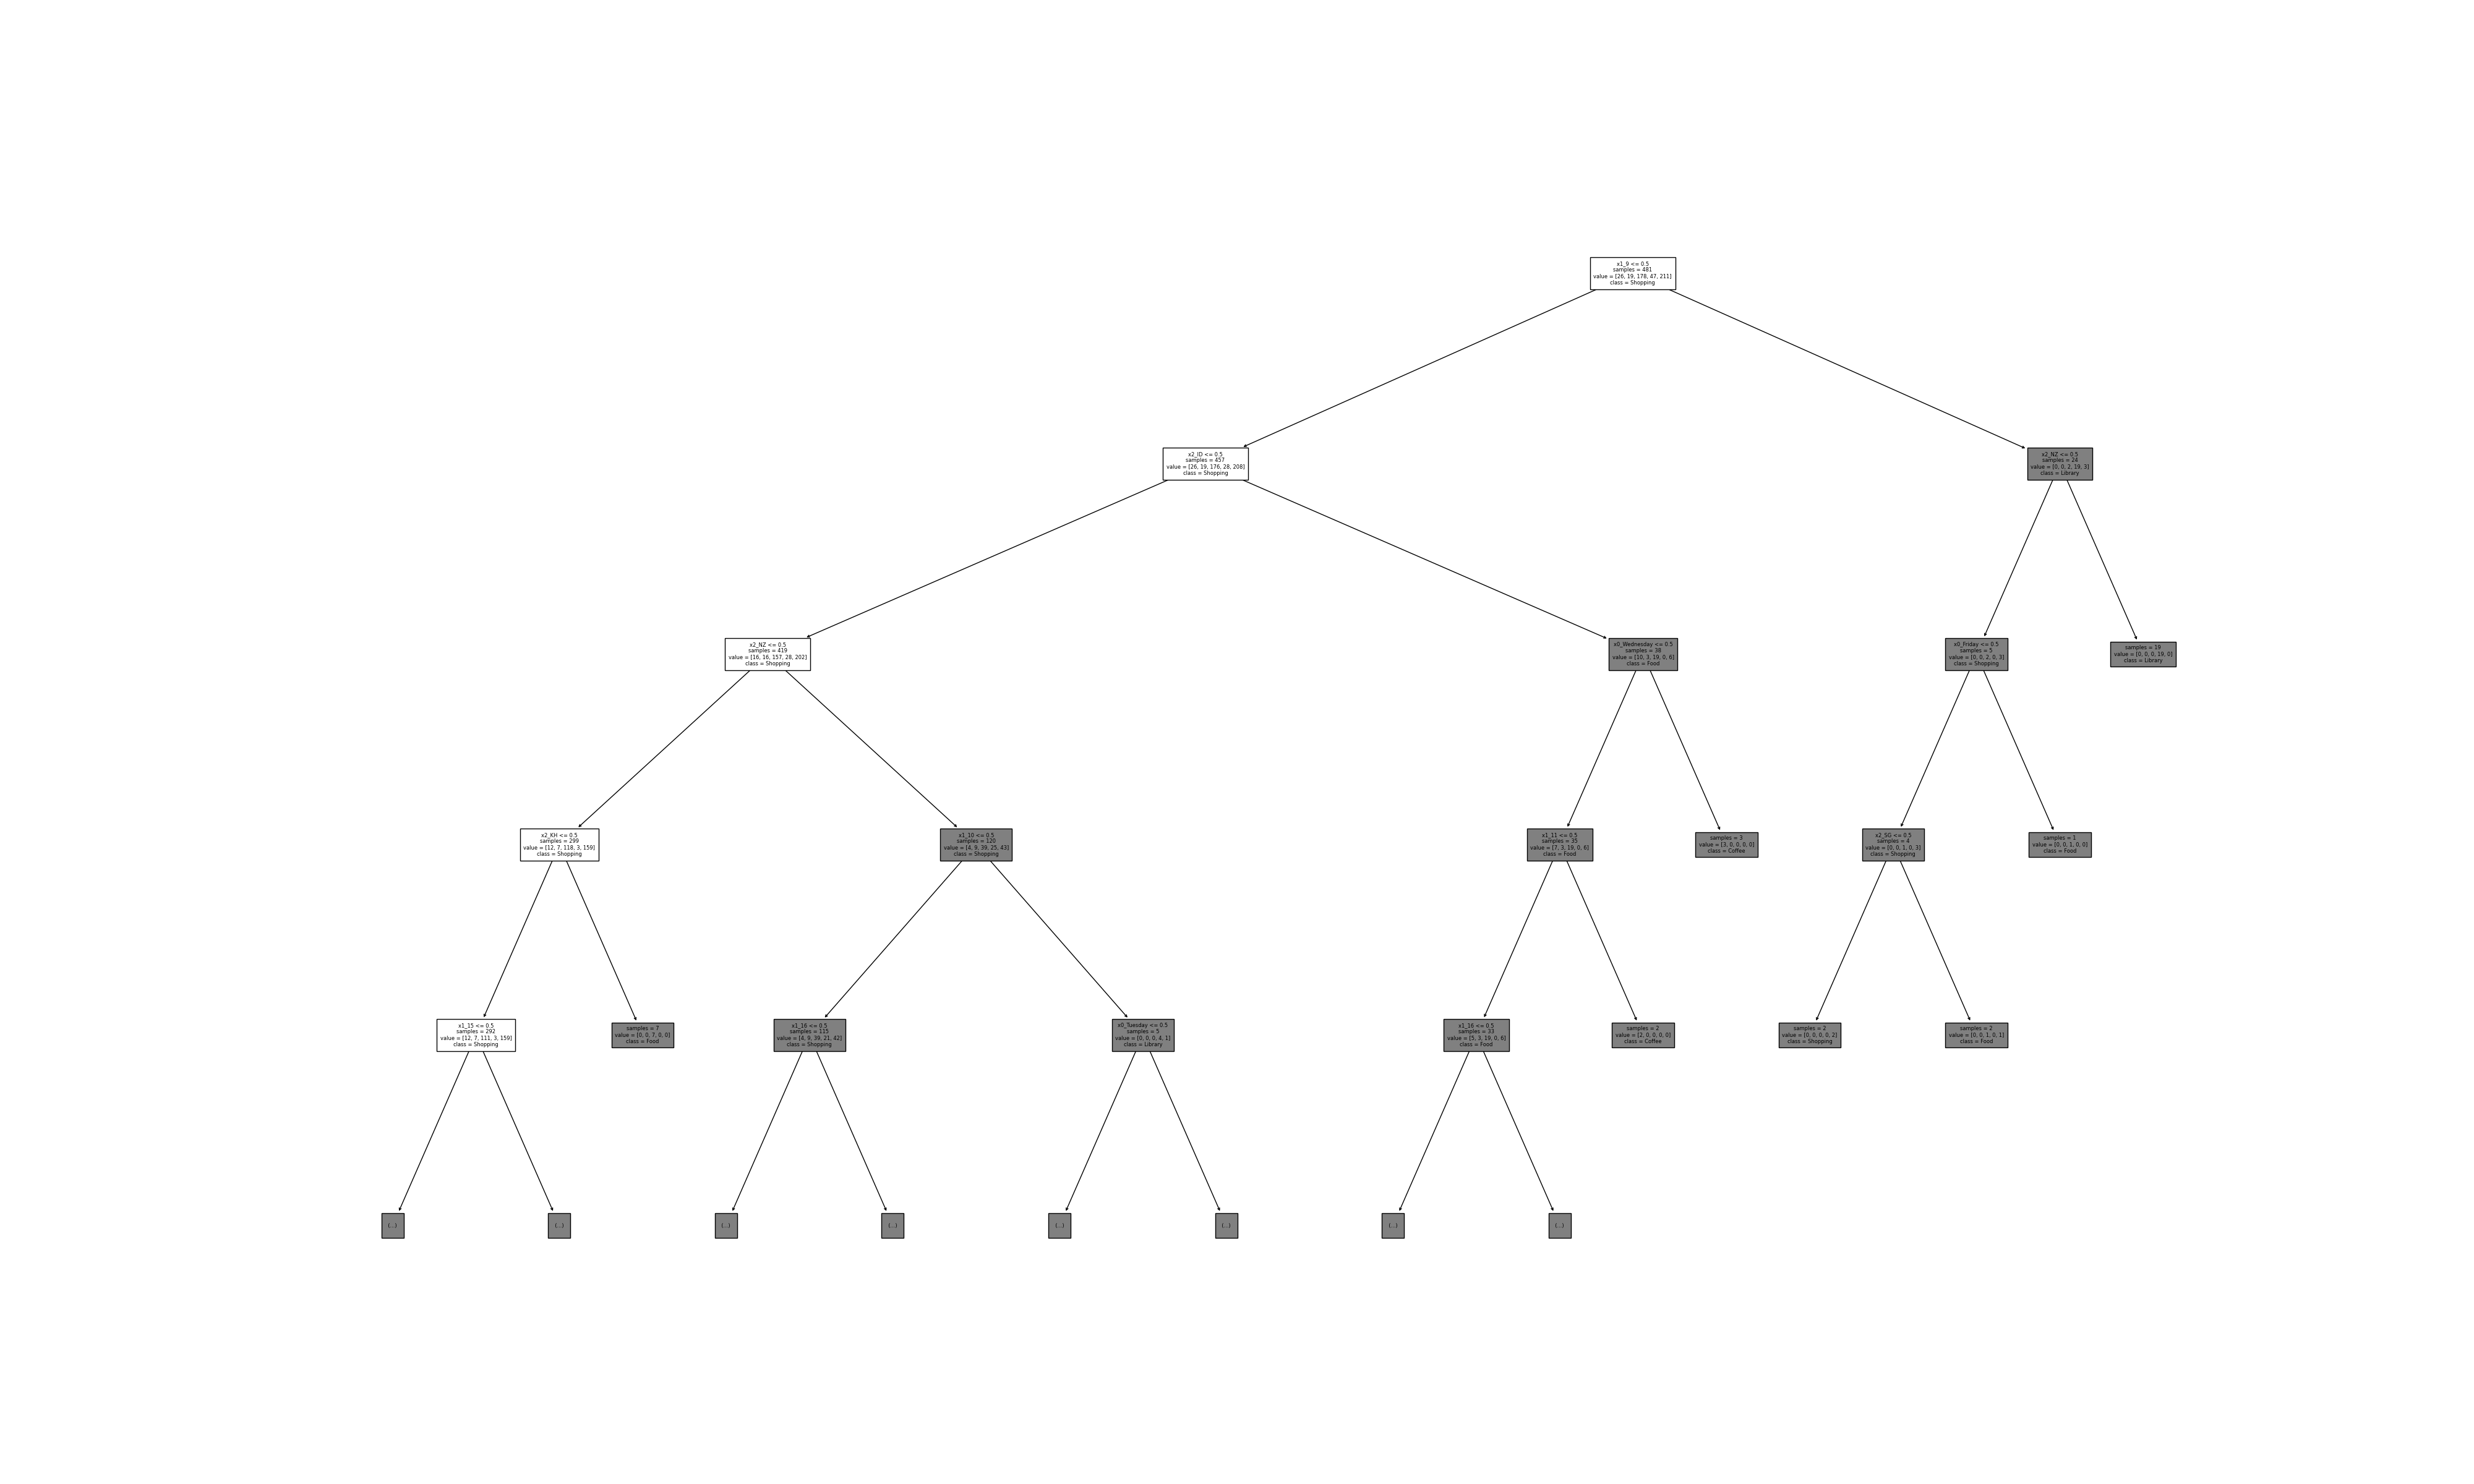 x1_9 <= 0.5
samples = 481
value = [26, 19, 178, 47, 211]
class = Shopping
x2_ID <= 0.5
samples = 457
value = [26, 19, 176, 28, 208]
class = Shopping
x2_NZ <= 0.5
samples = 24
value = [0, 0, 2, 19, 3]
class = Library
x2_NZ <= 0.5
samples = 419
value = [16, 16, 157, 28, 202]
class = Shopping
x0_Wednesday <= 0.5
samples = 38
value = [10, 3, 19, 0, 6]
class = Food
x0_Friday <= 0.5
samples = 5
value = [0, 0, 2, 0, 3]
class = Shopping
samples = 19
value = [0, 0, 0, 19, 0]
class = Library
x2_KH <= 0.5
samples = 299
value = [12, 7, 118, 3, 159]
class = Shopping
x1_10 <= 0.5
samples = 120
value = [4, 9, 39, 25, 43]
class = Shopping
x1_11 <= 0.5
samples = 35
value = [7, 3, 19, 0, 6]
class = Food
samples = 3
value = [3, 0, 0, 0, 0]
class = Coffee
x2_SG <= 0.5
samples = 4
value = [0, 0, 1, 0, 3]
class = Shopping
samples = 1
value = [0, 0, 1, 0, 0]
class = Food
x1_15 <= 0.5
samples = 292
value = [12, 7, 111, 3, 159]
class = Shopping
samples = 7
value = [0, 0, 7, 0, 0]
class = Food
x1_16 <= 0.5
samples = 115
value = [4, 9, 39, 21, 42]
class = Shopping
x0_Tuesday <= 0.5
samples = 5
value = [0, 0, 0, 4, 1]
class = Library
x1_16 <= 0.5
samples = 33
value = [5, 3, 19, 0, 6]
class = Food
samples = 2
value = [2, 0, 0, 0, 0]
class = Coffee
samples = 2
value = [0, 0, 0, 0, 2]
class = Shopping
samples = 2
value = [0, 0, 1, 0, 1]
class = Food
(...)
(...)
(...)
(...)
(...)
(...)
(...)
(...)